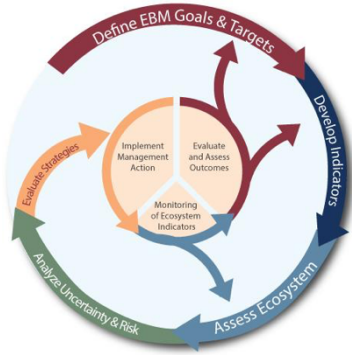 Define EBM Goals & Targets
Develop Indicators
Assess Ecosystem
Analyze Uncertainty & Risk
Evaluate Strategies
Implement
Management
Action
Evaluate
and Assess
Outcomes
Monitoring
of Ecosystem
Indicators